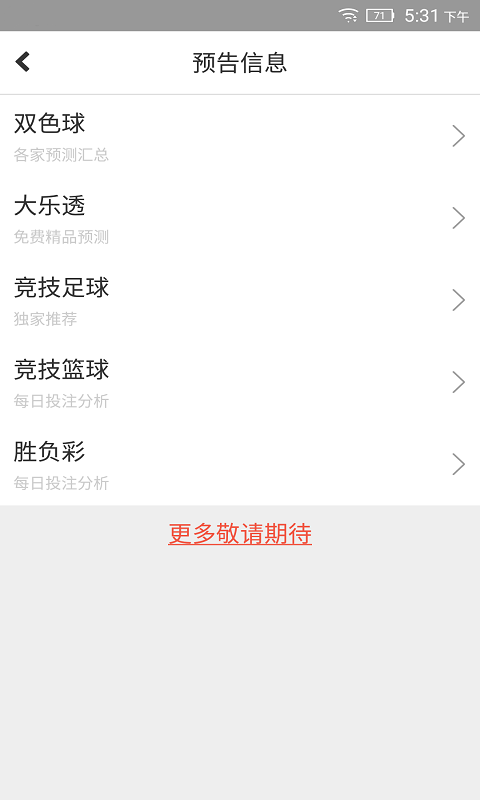 71 5:31 下午
预告信息
双色球
各家预测汇总
大乐透
免费精品预测
竞技足球
独家推荐
竞技篮球
每日投注分析
胜负彩
每日投注分析
更多敬请期待